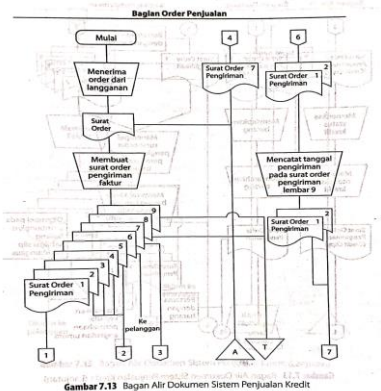 Bagian Order Penjualan
Mulai
4
6
Menerima
order dari
langganan
Surat Order 7
Pengiriman
2
Surat Order 1
Pengiriman
Surat
Order
Membuat
surat order
pengiriman
faktur
Mencatat tanggal
pengiriman
pada surat order
pengiriman
lembar 9
9
8
7
6
5
4
3
2
Surat Order 1
Pengiriman
2
Surat Order 1
Pengiriman
Ke
pelanggan
1
2
3
A
T
7
Gambar 7.13 Bagan Alir Dokumen Sistem Penjualan Kredit